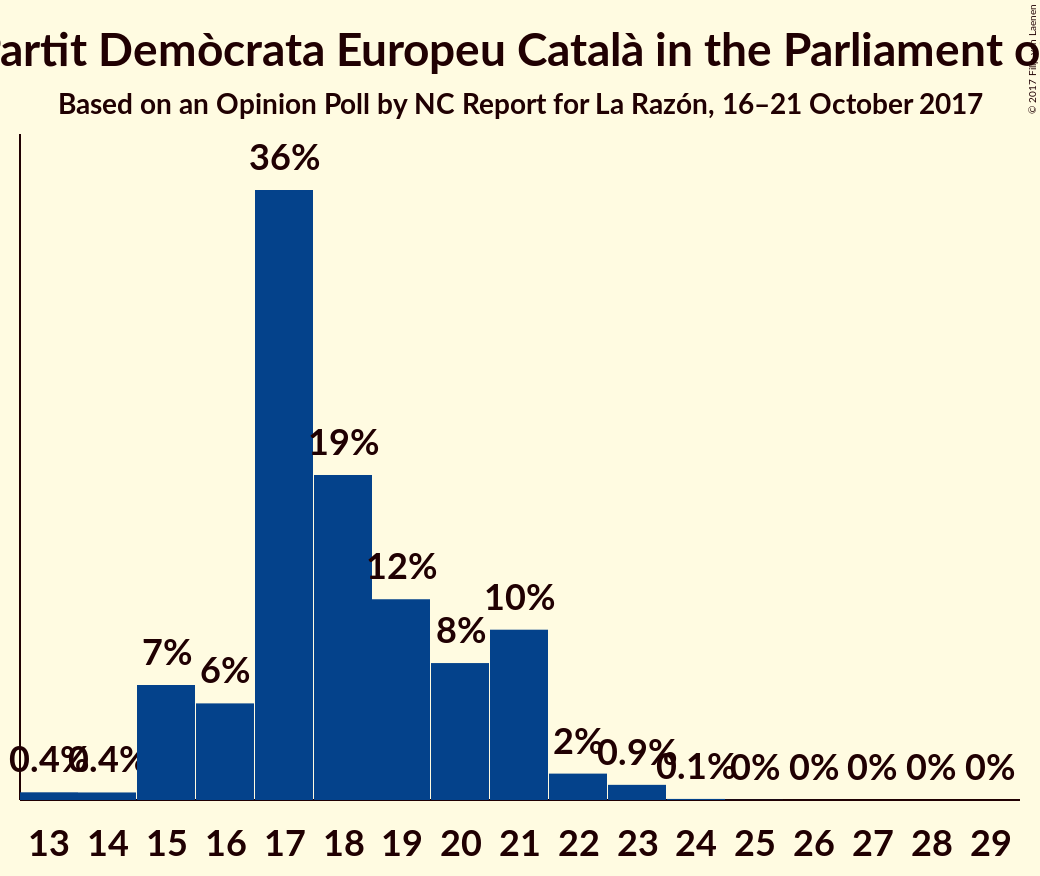 artit Demòcrata Europeu Català in the Parliament o
Based on an Opinion Poll by NC Report for La Razón, 16–21 October 2017
© 2017 Laenen
36%
19%
12%
10%
8%
7%
6%
2%
0.9%
0.4% 0.4% 0.1% 0% 0% 0% 0% 0%
13 14 15 16 17 18 19 20 21 22 23 24 25 26 27 28 29